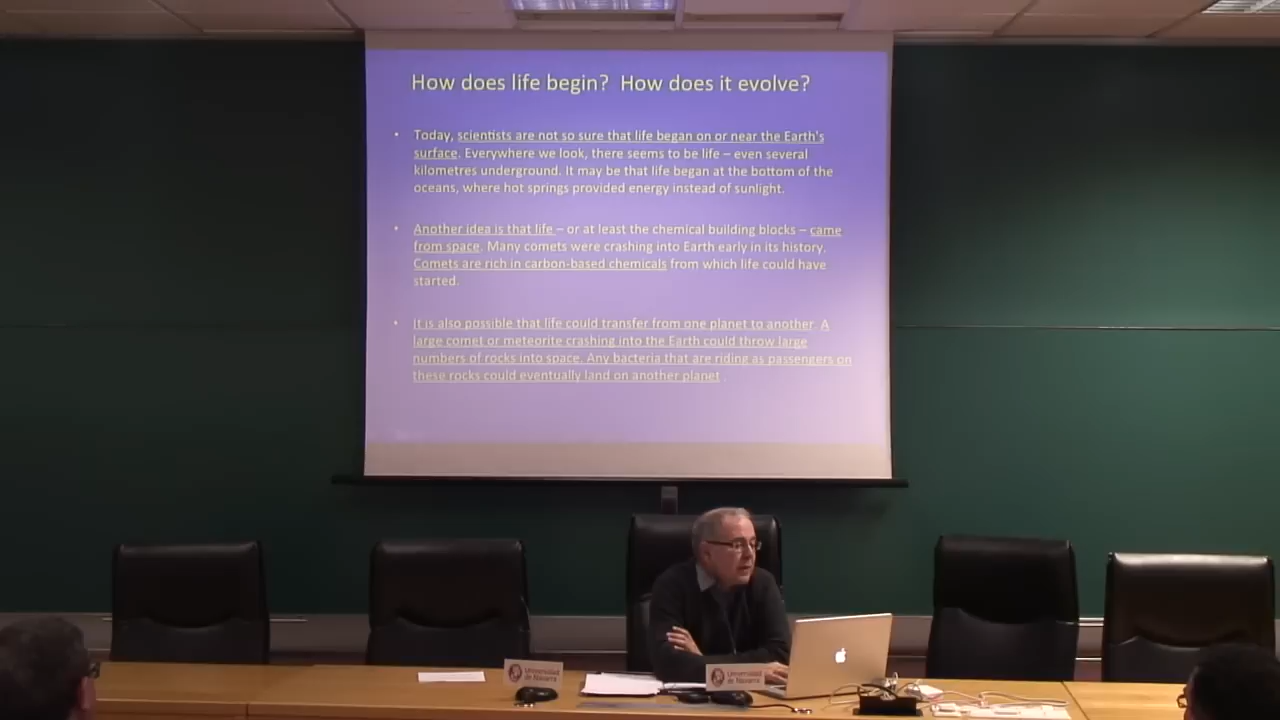 How does life begin?  How does it evolve?
• Today, scientists are not so sure that life began on or near the Earth's
surface. Everywhere we look, there seems to be life – even several
kilometres underground. It may be that life began at the bottom of the
oceans, where hot springs provided energy instead of sunlight.
• Another idea is that life – or at least the chemical building blocks – came
from space. Many comets were crashing into Earth early in its history.
Comets are rich in carbon-based chemicals from which life could have
started.
• It is also possible that life could transfer from one planet to another. A
large comet or meteorite crashing into the Earth could throw large
numbers of rocks into space. Any bacteria that are riding as passengers on
these rocks could eventually land on another planet .
Universidad
de Navarra
Universidad
de Navarra